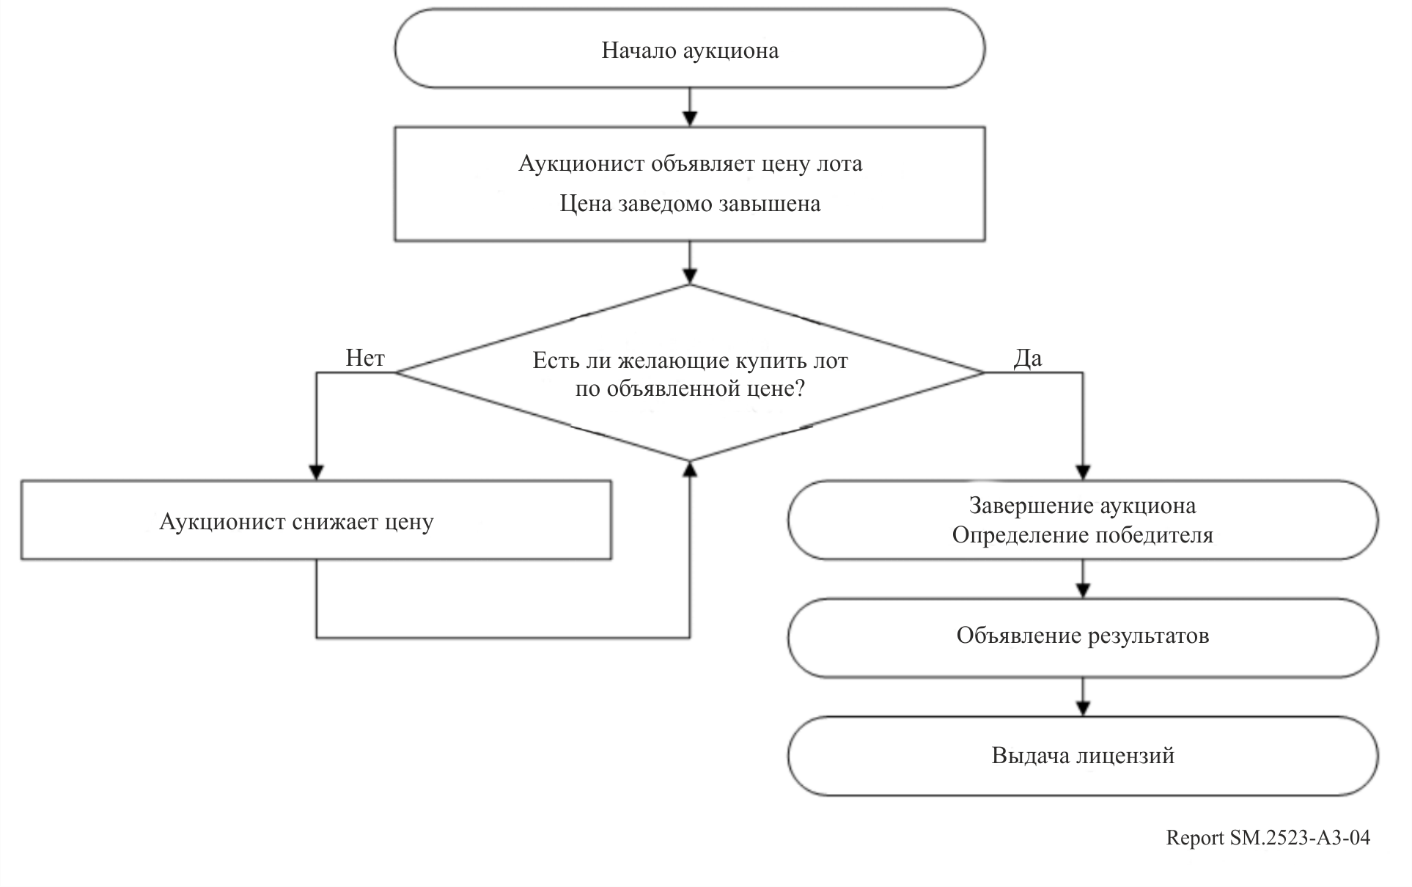 Начало аукциона
Аукционист объявляет цену лота
Цена заведомо завышена
Нет
Есть ли желающие купить лот
по объявленной цене?
Да
Аукционист снижает цену
Завершение аукциона
Определение победителя
Объявление результатов
Выдача лицензий
Report SM.2523-A3-04